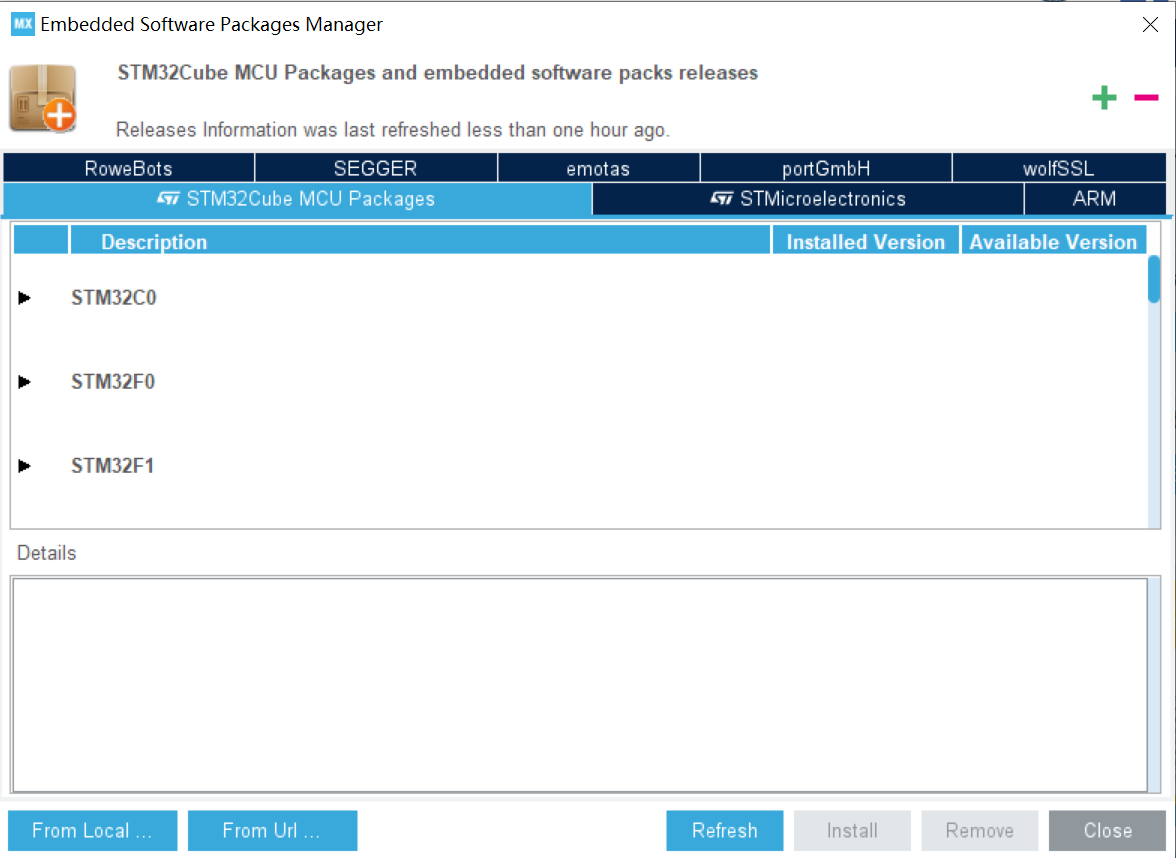 MX Embedded Software Packages Manager
STM32Cube MCU Packages and embedded software packs releases
Releases Information was last refreshed less than one hour ago.
RoweBots SEGGER emotas portGmbH wolfSSL
ST STM32Cube MCU Packages ST STMicroelectronics ARM
Description Installed Version Available Version
STM32C0
STM32F0
STM32F1
Details
From Local ... From Url ... Refresh Install Remove Close